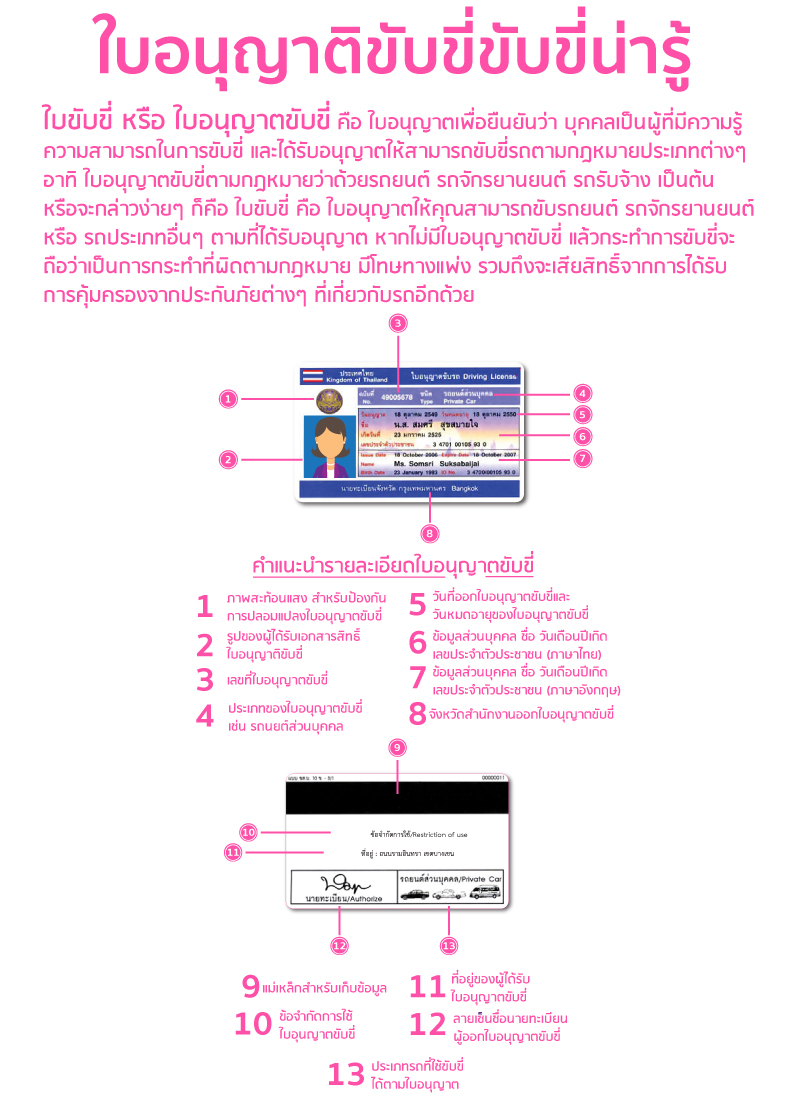 ใบอนุญาติขับขี่ขับขี่น่ารู้
ใบขับขี่ หรือ ใบอนุญาตขับขี่ คือ ใบอนุญาตเพื่อยืนยันว่า บุคคลเป็นผู้ที่มีความรู้
ความสามารถในการขับขี่ และได้รับอนุญาตให้สามารถขับขี่รถตามกฎหมายประเภทต่างๆ
อาทิ ใบอนุญาตขับขี่ตามกฎหมายว่าด้วยรถยนต์ รถจักรยานยนต์ รถรับจ้าง เป็นต้น
หรือจะกล่าวง่ายๆ ก็คือ ใบขับขี่ คือ ใบอนุญาตให้คุณสามารถขับรถยนต์ รถจักรยานยนต์
หรือ รถประเภทอื่นๆ ตามที่ได้รับอนุญาต หากไม่มีใบอนุญาตขับขี่ แล้วกระทำการขับขี่จะ
ถือว่าเป็นการกระทำที่ผิดตามกฎหมาย มีโทษทางแพ่ง รวมถึงจะเสียสิทธิ์จากการได้รับ
การคุ้มครองจากประกันภัยต่างๆ ที่เกี่ยวกับรถอีกด้วย
3
ประเทศไทย
Kingdom of Thailand
ใบอนุญาตขับรถ Driving License
1
ฉบับที่
No.
49005678
ชนิด
Type
รถยนต์ส่วนบุคคล
Private Car
4
วันอนุญาต 18 ตุลาคม 2549 วันหมดอายุ 18 ตุลาคม 2550
5
ชื่อ น.ส. สมศรี สุขสบายใจ
เกิดวันที่ 23 มกราคม 2525
6
เลขประจำตัวประชาชน 3 4701 00105 93 0
Issue Date 18 October 2006 Expire Date 18 October 2007
2
7
Name Ms. Somsri Suksabaijai
Birth Date 23 January 1983 ID No. 3 4700 00105 93 0
นายทะเบียนจังหวัด กรุงเทพมหานคร Bangkok
8
คำแนะนำรายละเอียดใบอนุญาตขับขี่
1 ภาพสะท้อนแสง สำหรับป้องกัน
การปลอมแปลงใบอนุญาตขับขี่
2 รูปของผู้ได้รับเอกสารสิทธิ์
ใบอนุญาติขับขี่
3 เลขที่ใบอนุญาตขับขี่
4 ประเภทของใบอนุญาตขับขี่
เช่น รถนยต์ส่วนบุคคล
5 วันที่ออกใบอนุญาตขับขี่และ
วันหมดอายุของใบอนุญาตขับขี่
6 ข้อมูลส่วนบุคคล ชื่อ วันเดือนปีเกิด
เลขประจำตัวประชาชน (ภาษาไทย)
7 ข้อมูลส่วนบุคคล ชื่อ วันเดือนปีเกิด
เลขประจำตัวประชาชน (ภาษาอังกฤษ)
8 จังหวัดสำนักงานออกใบอนุญาตขับขี่
9
00000011
10
ข้อจำกัดการใช้/Restriction of use
11
ที่อยู่ : ถนนรามอินทรา เขตบางเขน
รถยนต์ส่วนบุคคล/Private Car
นายทะเบียน/Authorize
12
13
9 แม่เหล็กสำหรับเก็บข้อมูล
10 ข้อจำกัดการใช้
ใบอุนญาตขับขี่
11 ที่อยู่ของผู้ได้รับ
ใบอนุญาตขับขี่
12 ลายเซ็นชื่อนายทะเบียน
ผู้ออกใบอนุญาตขับขี่
13 ประเภทรถที่ใช้ขับขี่
ได้ตามใบอนุญาต